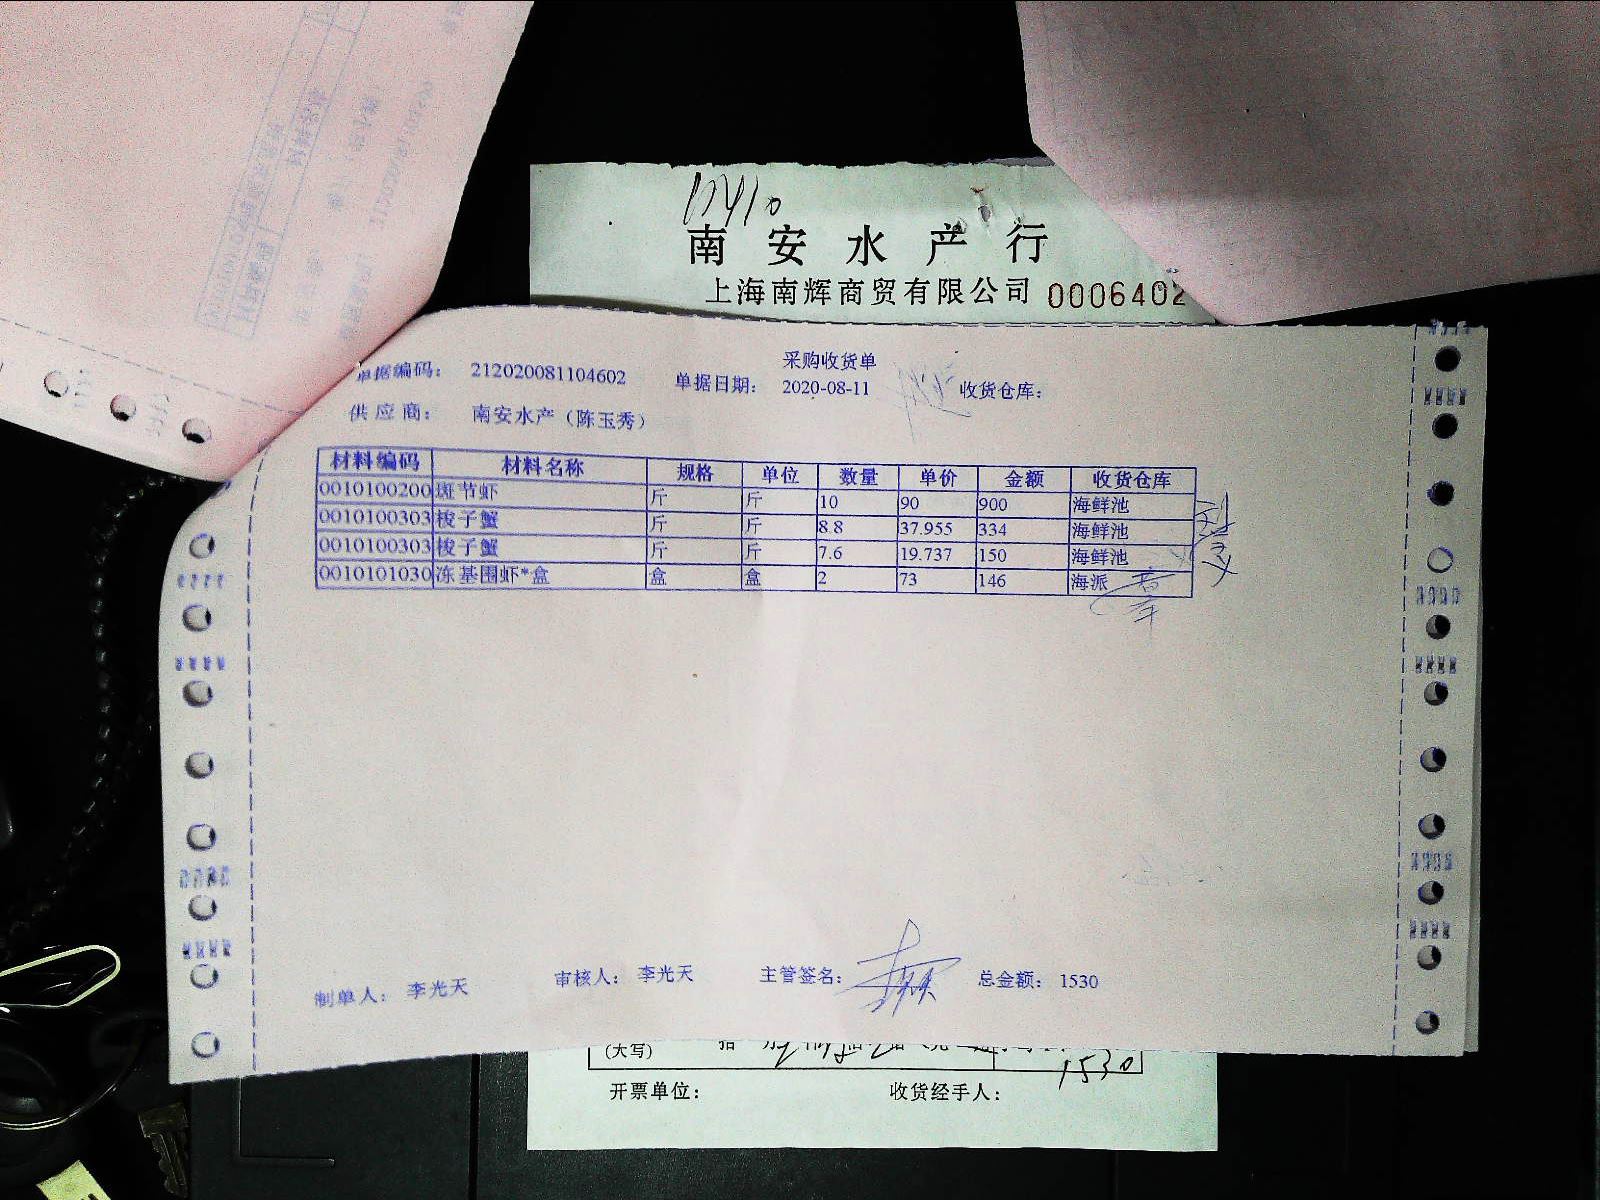 南安水产行
上海南辉商贸有限公司 0006402
采购收货单
单据编码： 212020081104602 单据日期： 2020-08-11 收货仓库：
供应商： 南安水产（陈玉秀）
材料编码 材料名称 规格 单位 数量 单价 金额 收货仓库
0010100200 斑节虾 斤 斤 10 90 900 海鲜池
0010100303 梭子蟹 斤 斤 8.8 37.955 334 海鲜池
0010100303 梭子蟹 斤 斤 7.6 19.737 150 海鲜池
0010101030 冻基围虾*盒 盒 盒 2 73 146 海派
制单人： 李光天 审核人： 李光天 主管签名： 总金额： 1530
(大写) 1530
开票单位： 收货经手人：